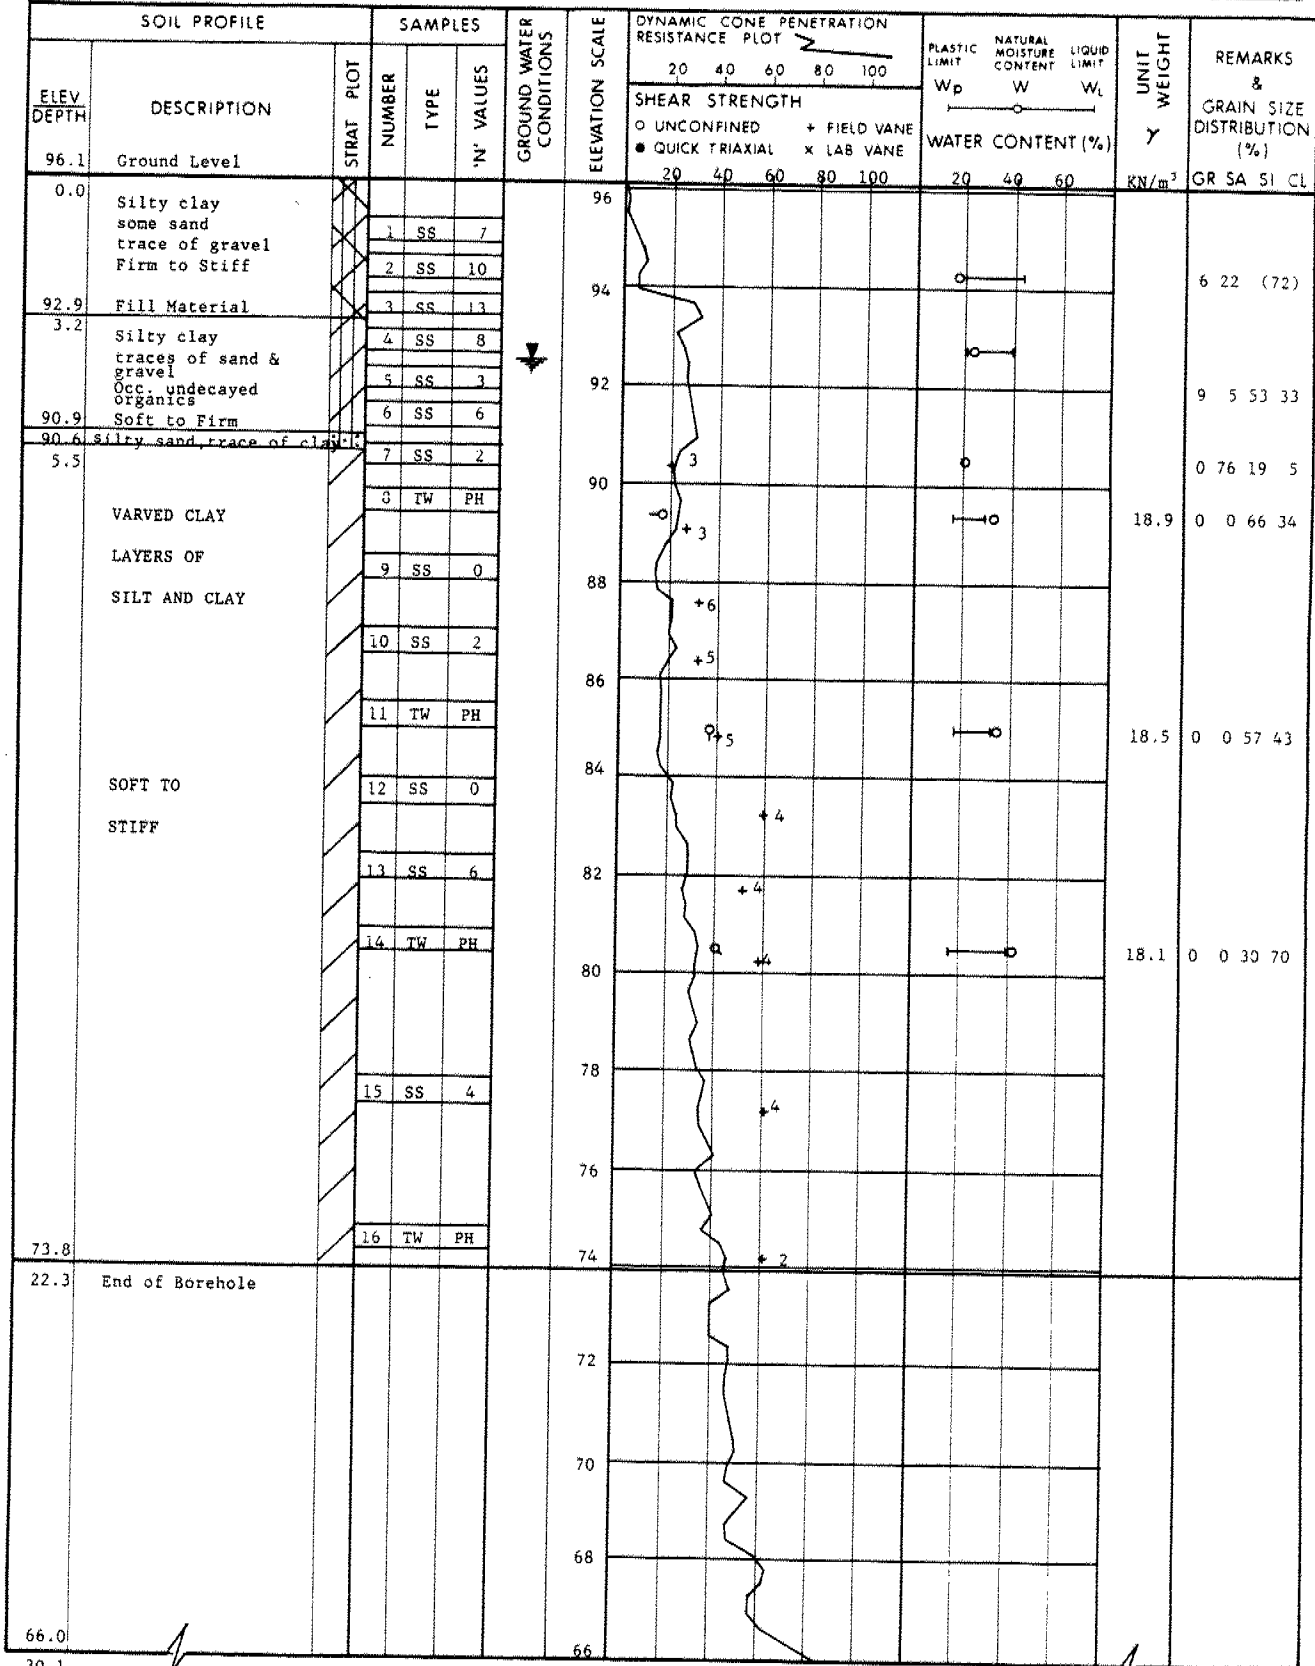 SOIL PROFILE
SAMPLES
GROUND WATER CONDITIONS
ELEVATION SCALE
DYNAMIC CONE PENETRATION
RESISTANCE PLOT
20 40 60 80 100
SHEAR STRENGTH
○ UNCONFINED + FIELD VANE
● QUICK TRIAXIAL × LAB VANE
20 40 60 80 100
PLASTIC LIMIT
NATURAL MOISTURE CONTENT
LIQUID LIMIT
Wp W WL
WATER CONTENT (%)
20 40 60
UNIT WEIGHT
γ
KN/m³
REMARKS
&
GRAIN SIZE
DISTRIBUTION
(%)
GR SA SI CL
ELEV
DEPTH
DESCRIPTION
STRAT PLOT
NUMBER
TYPE
'N' VALUES
96.1 Ground Level
0.0
Silty clay
some sand
trace of gravel
Firm to Stiff
92.9 Fill Material
3.2
Silty clay
traces of sand &
gravel
Occ. undecayed
organics
90.9 Soft to Firm
90.6 silty sand, trace of clay
5.5
VARVED CLAY
LAYERS OF
SILT AND CLAY
SOFT TO
STIFF
73.8
22.3 End of Borehole
66.0
30.1
1 SS 7
2 SS 10
3 SS 13
4 SS 8
5 SS 3
6 SS 6
7 SS 2
8 TW PH
9 SS 0
10 SS 2
11 TW PH
12 SS 0
13 SS 6
14 TW PH
15 SS 4
16 TW PH
96
94
92
90
88
86
84
82
80
78
76
74
72
70
68
66
3
3
6
5
5
4
4
4
4
2
6 22 (72)
9 5 53 33
0 76 19 5
18.9 0 0 66 34
18.5 0 0 57 43
18.1 0 0 30 70